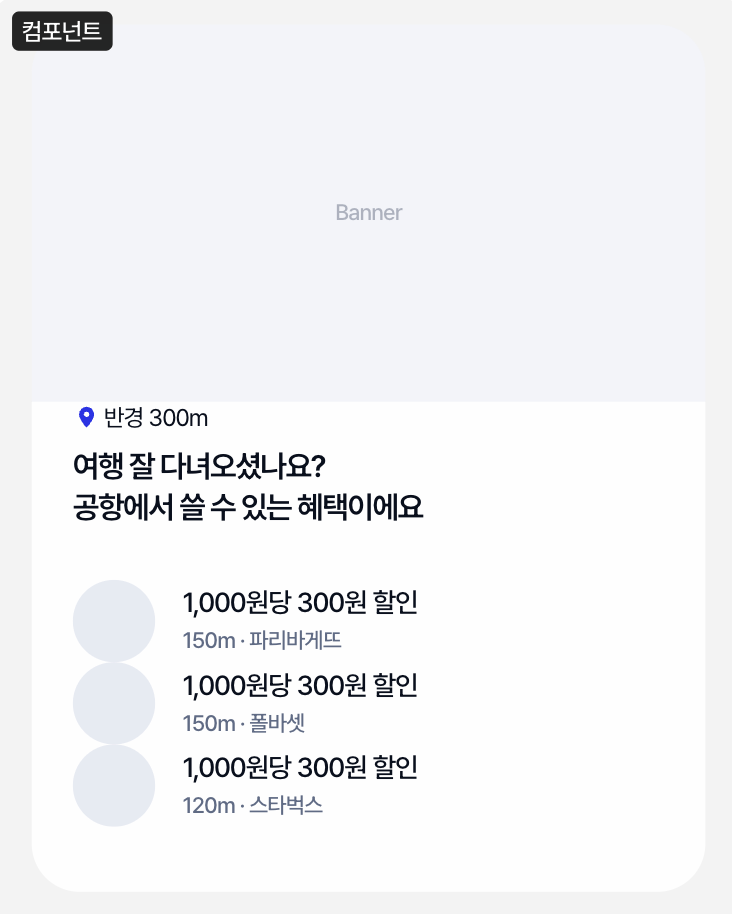 컴포넌트
Banner
반경 300m
여행 잘 다녀오셨나요?
공항에서 쓸 수 있는 혜택이에요
1,000원당 300원 할인
150m · 파리바게뜨
1,000원당 300원 할인
150m · 폴바셋
1,000원당 300원 할인
120m · 스타벅스